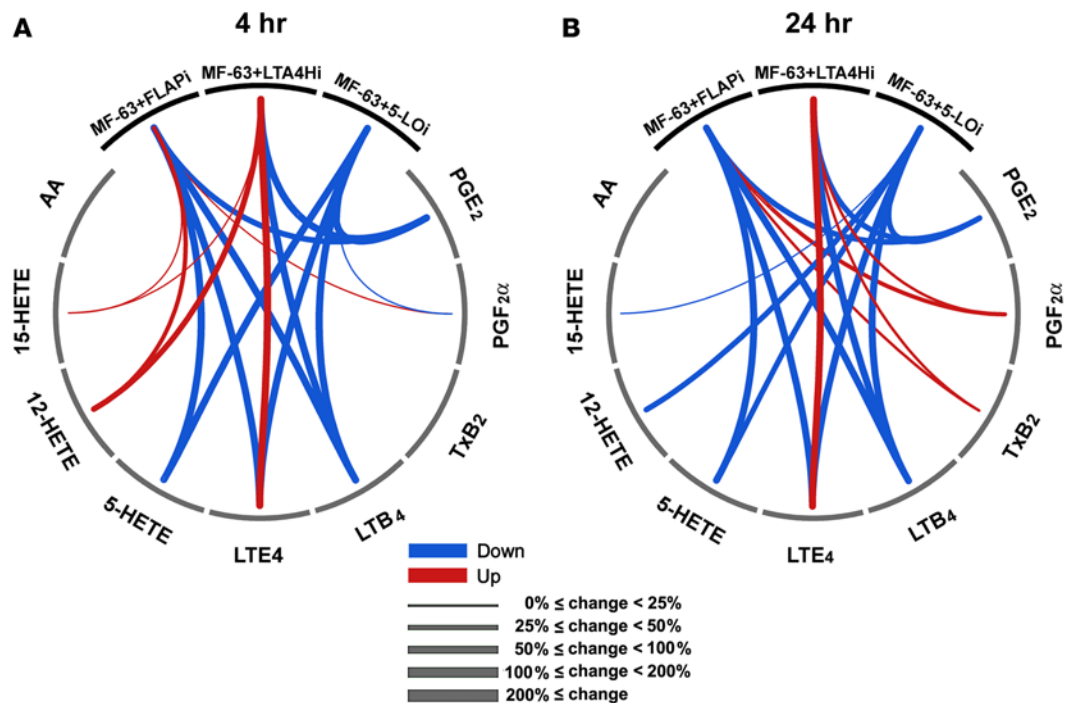 A
4 hr
MF-63+FLAPi
MF-63+LTA4Hi
MF-63+5-LOi
AA
PGE2
15-HETE
PGF2α
12-HETE
TxB2
5-HETE
LTB4
LTE4
B
24 hr
MF-63+FLAPi
MF-63+LTA4Hi
MF-63+5-LOi
AA
PGE2
15-HETE
PGF2α
12-HETE
TxB2
5-HETE
LTB4
LTE4
Down
Up
0% ≤ change < 25%
25% ≤ change < 50%
50% ≤ change < 100%
100% ≤ change < 200%
200% ≤ change